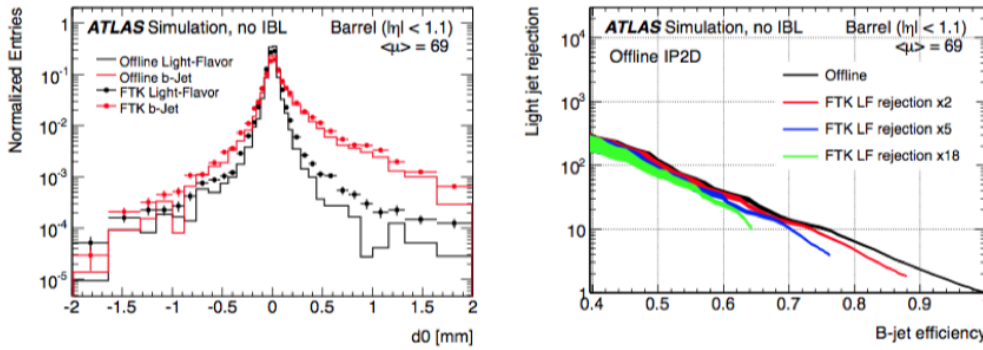 ATLAS Simulation, no IBL
Barrel (|η| < 1.1)
<μ> = 69
Offline Light-Flavor
Offline b-Jet
FTK Light-Flavor
FTK b-Jet
Normalized Entries
10⁻¹
10⁻²
10⁻³
10⁻⁴
10⁻⁵
-2 -1.5 -1 -0.5 0 0.5 1 1.5 2
d0 [mm]
ATLAS Simulation, no IBL
Barrel (|η| < 1.1)
<μ> = 69
Offline IP2D
Offline
FTK LF rejection x2
FTK LF rejection x5
FTK LF rejection x18
Light jet rejection
10⁴
10³
10²
10
1
0.4 0.5 0.6 0.7 0.8 0.9
B-jet efficiency